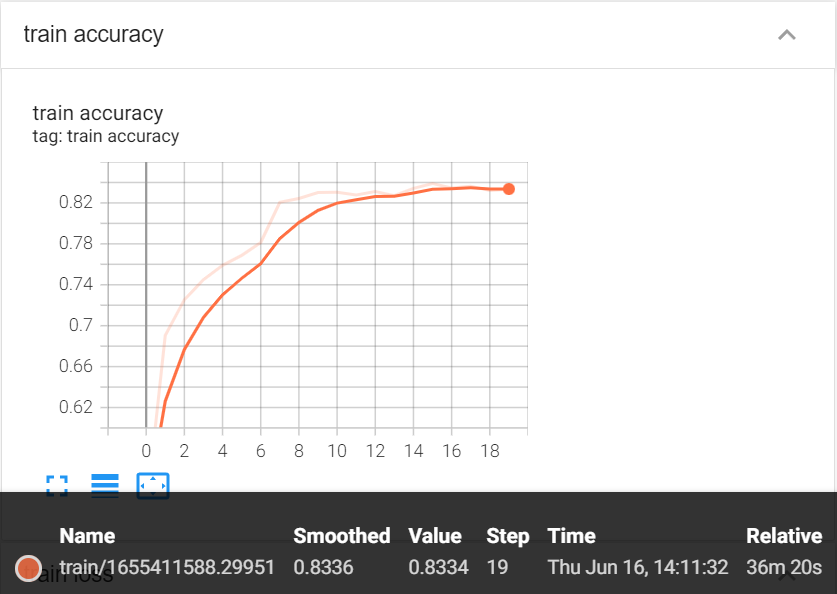 train accuracy
train accuracy
tag: train accuracy
0.82
0.78
0.74
0.7
0.66
0.62
0 2 4 6 8 10 12 14 16 18
Name Smoothed Value Step Time Relative
train/1655411588.29951 0.8336 0.8334 19 Thu Jun 16, 14:11:32 36m 20s
train loss